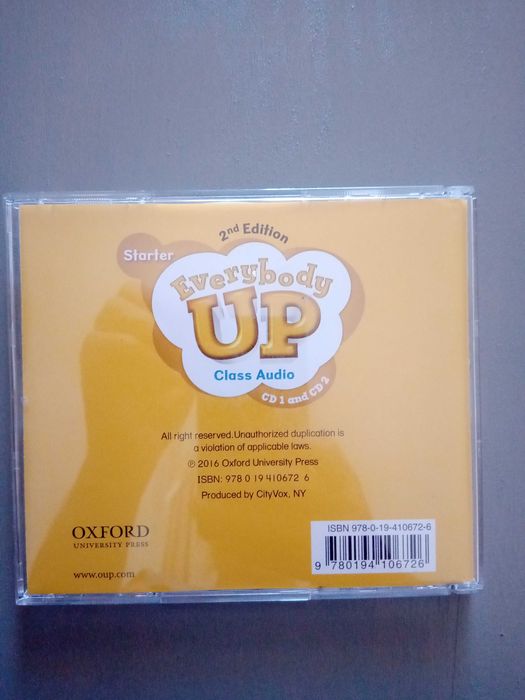 2nd Edition
Starter
Everybody
UP
Class Audio
CD 1 and CD 2
All right reserved.Unauthorized duplication is
a violation of applicable laws.
℗ 2016 Oxford University Press
ISBN: 978 0 19 410672 6
Produced by CityVox, NY
OXFORD
UNIVERSITY PRESS
www.oup.com
ISBN 978-0-19-410672-6
9 780194 106726